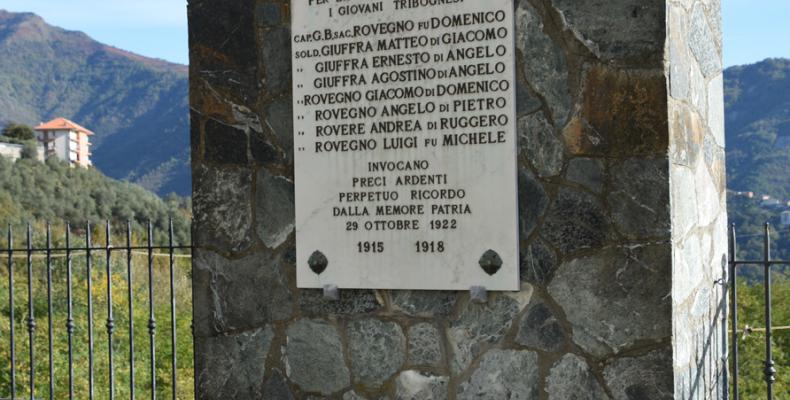 I GIOVANI TRIBOGNESI
CAP. G.B. SAC. ROVEGNO FU DOMENICO
SOLD. GIUFFRA MATTEO DI GIACOMO
„ GIUFFRA ERNESTO DI ANGELO
„ GIUFFRA AGOSTINO DI ANGELO
„ ROVEGNO GIACOMO DI DOMENICO
„ ROVEGNO ANGELO DI PIETRO
„ ROVERE ANDREA DI RUGGERO
„ ROVEGNO LUIGI FU MICHELE
INVOCANO
PRECI ARDENTI
PERPETUO RICORDO
DALLA MEMORE PATRIA
29 OTTOBRE 1922
1915 1918